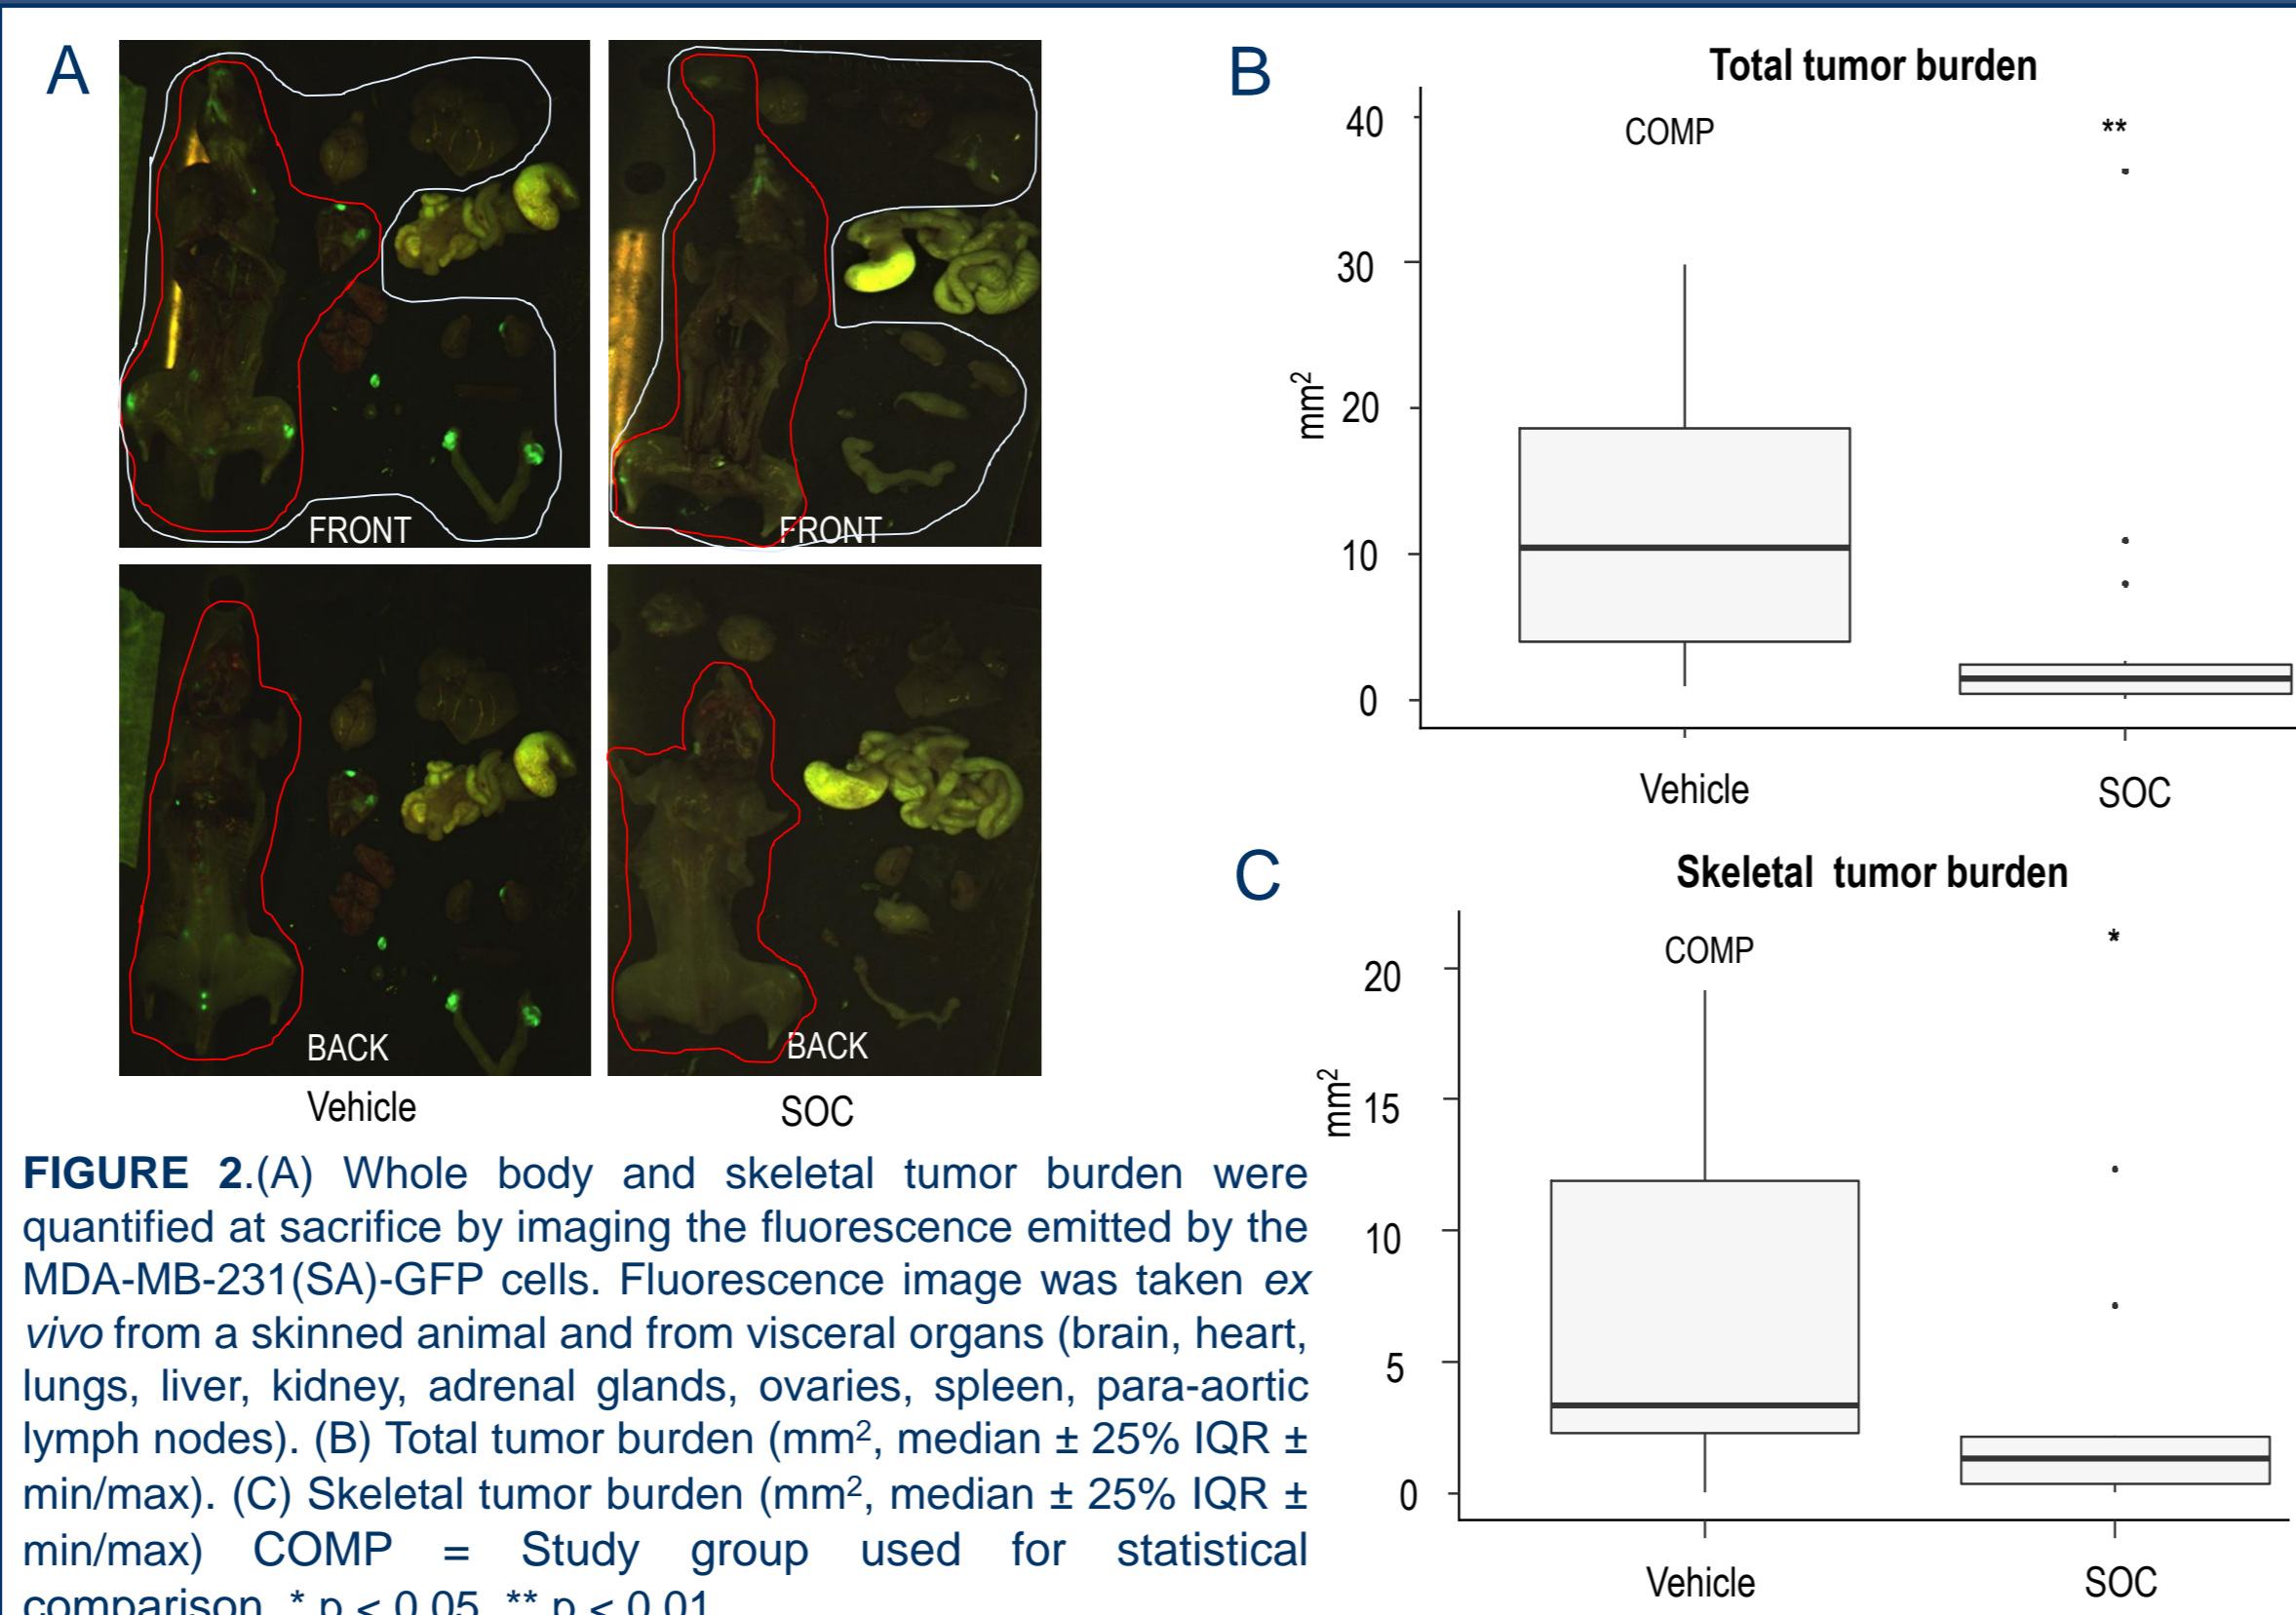 A
FRONT
FRONT
BACK
BACK
Vehicle
SOC
B
Total tumor burden
COMP
**
40
30
20
10
0
mm²
Vehicle
SOC
C
Skeletal tumor burden
COMP
*
20
15
10
5
0
mm²
Vehicle
SOC
FIGURE 2.(A) Whole body and skeletal tumor burden were
quantified at sacrifice by imaging the fluorescence emitted by the
MDA-MB-231(SA)-GFP cells. Fluorescence image was taken ex
vivo from a skinned animal and from visceral organs (brain, heart,
lungs, liver, kidney, adrenal glands, ovaries, spleen, para-aortic
lymph nodes). (B) Total tumor burden (mm², median ± 25% IQR ±
min/max). (C) Skeletal tumor burden (mm², median ± 25% IQR ±
min/max) COMP = Study group used for statistical
comparison. * p < 0.05, ** p < 0.01